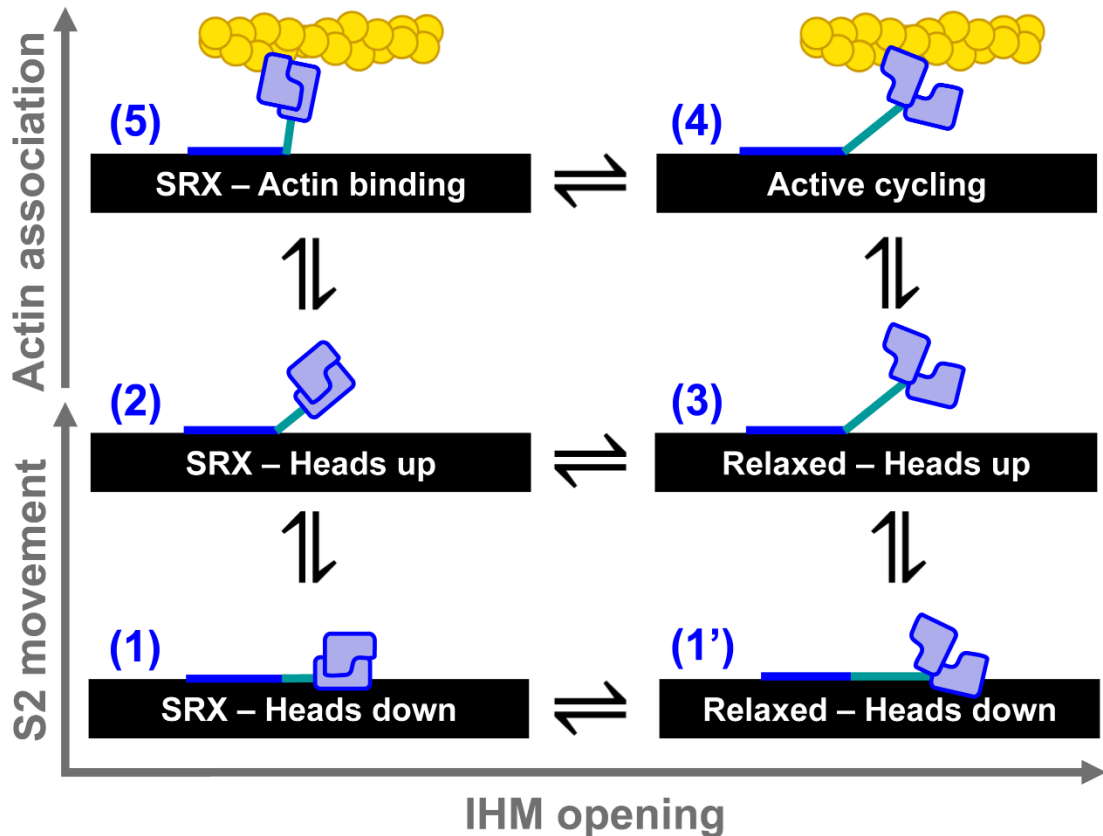 Actin association
S2 movement
(5)
SRX – Actin binding
(4)
Active cycling
(2)
SRX – Heads up
(3)
Relaxed – Heads up
(1)
SRX – Heads down
(1’)
Relaxed – Heads down
IHM opening